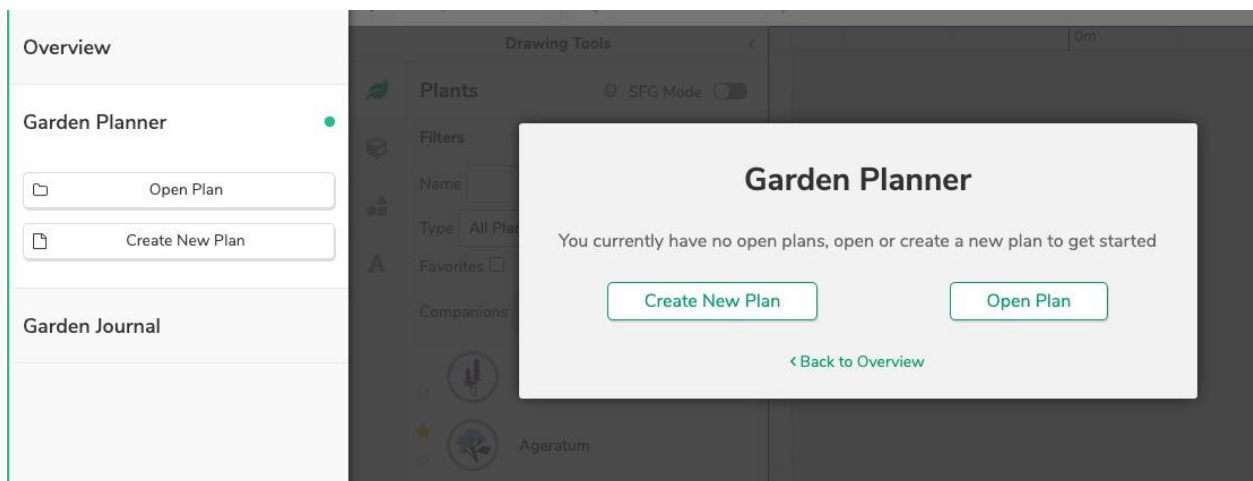 Overview
Garden Planner
Open Plan
Create New Plan
Garden Journal
Drawing Tools
0m
Plants
SFG Mode
Filters
Name
Type All Plan
Favorites
Companions
Ageratum
A
Garden Planner
You currently have no open plans, open or create a new plan to get started
Create New Plan Open Plan
< Back to Overview